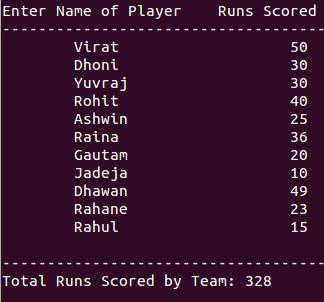 Enter Name of Player    Runs Scored
-----------------------------------
Virat    50
Dhoni    30
Yuvraj    30
Rohit    40
Ashwin    25
Raina    36
Gautam    20
Jadeja    10
Dhawan    49
Rahane    23
Rahul    15
-----------------------------------
Total Runs Scored by Team: 328